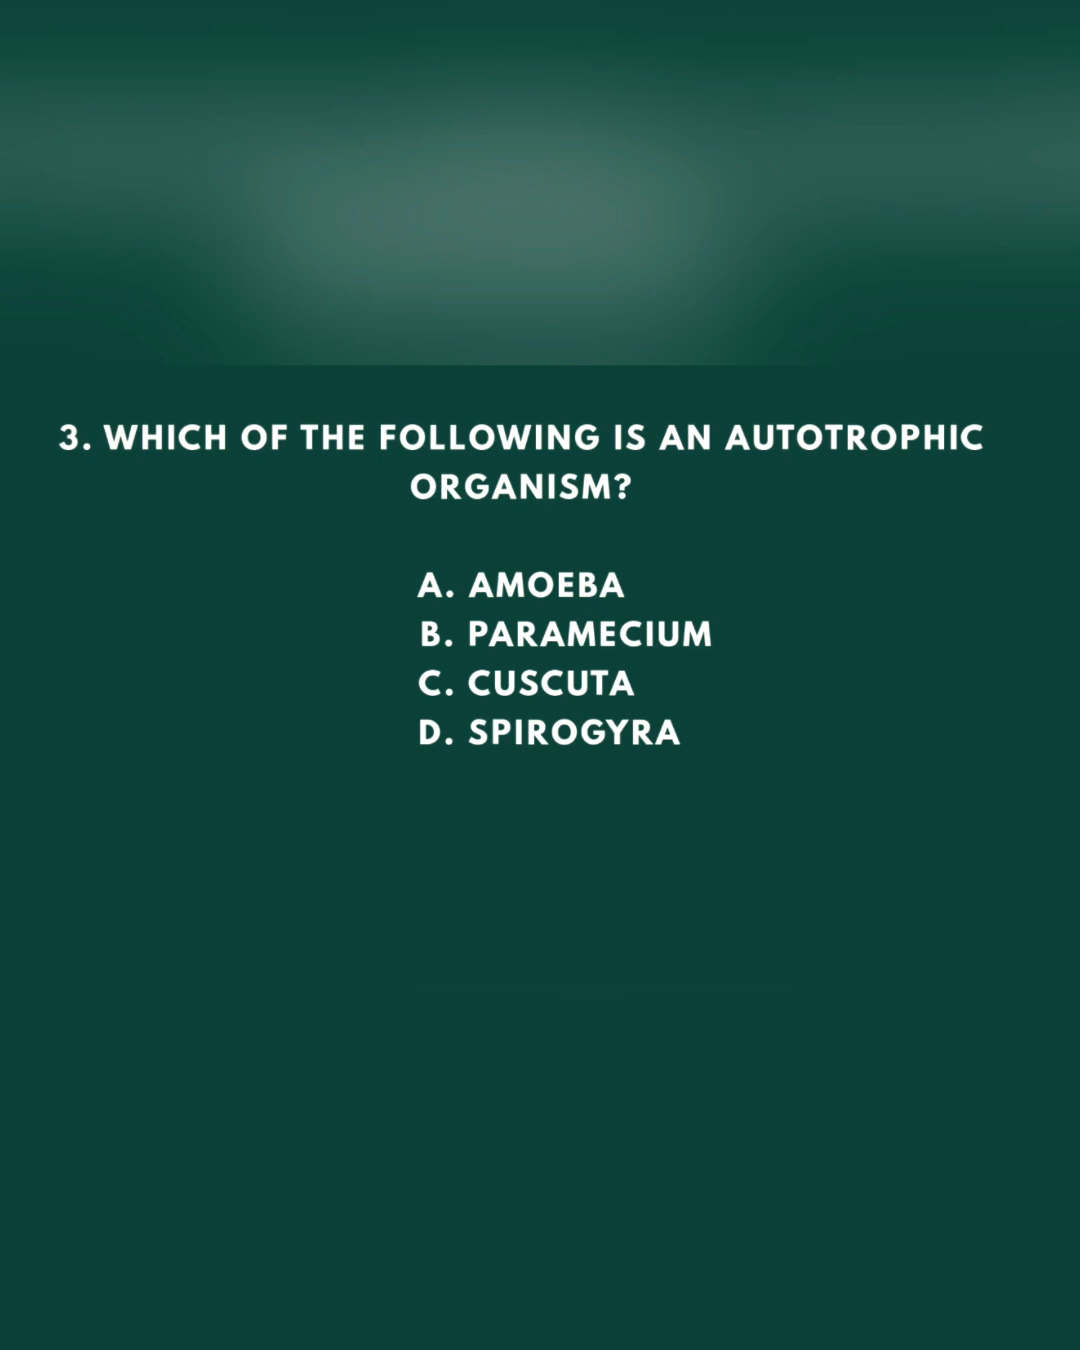 3. WHICH OF THE FOLLOWING IS AN AUTOTROPHIC
ORGANISM?
A. AMOEBA
B. PARAMECIUM
C. CUSCUTA
D. SPIROGYRA